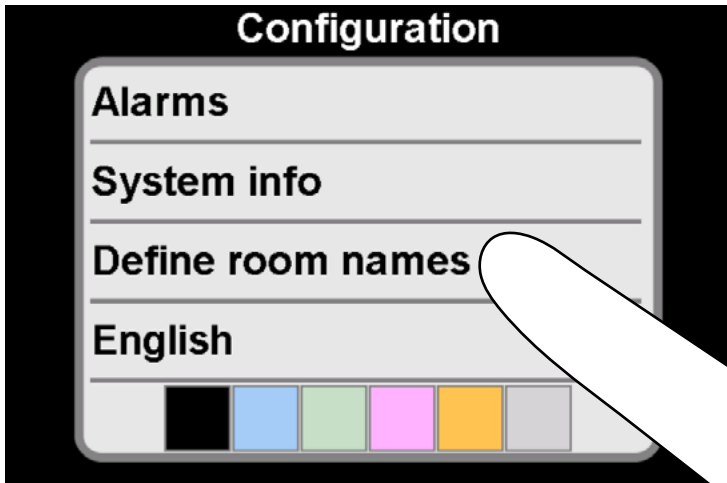 Configuration
Alarms
System info
Define room names
English